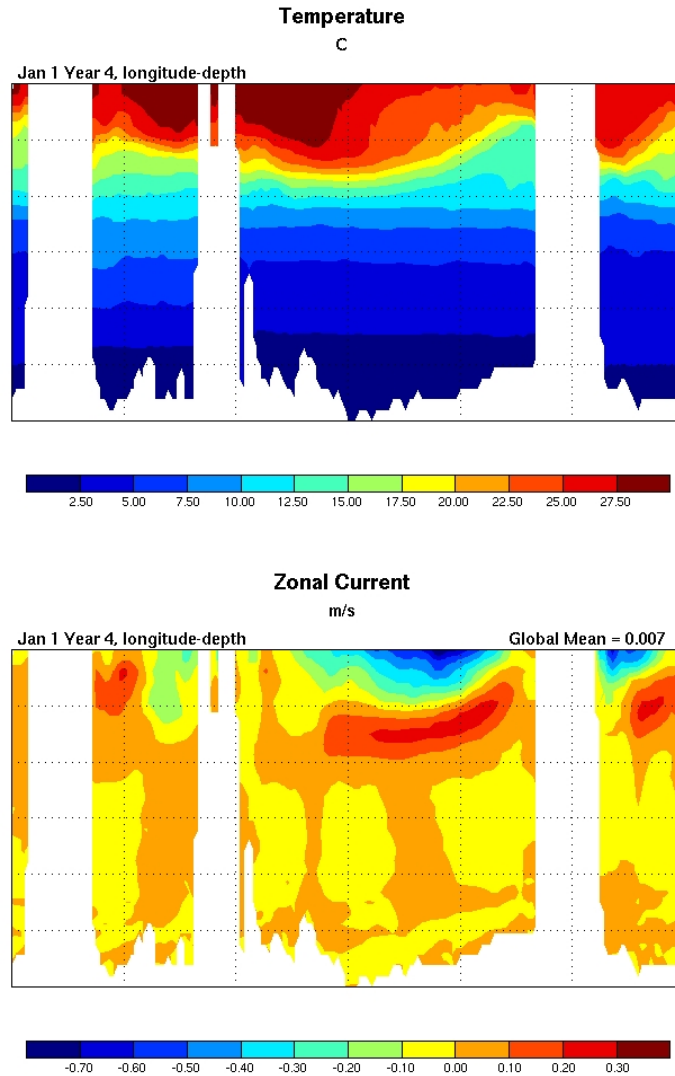 Temperature
C
Jan 1 Year 4, longitude-depth
2.50 5.00 7.50 10.00 12.50 15.00 17.50 20.00 22.50 25.00 27.50
Zonal Current
m/s
Jan 1 Year 4, longitude-depth Global Mean = 0.007
-0.70 -0.60 -0.50 -0.40 -0.30 -0.20 -0.10 0.00 0.10 0.20 0.30